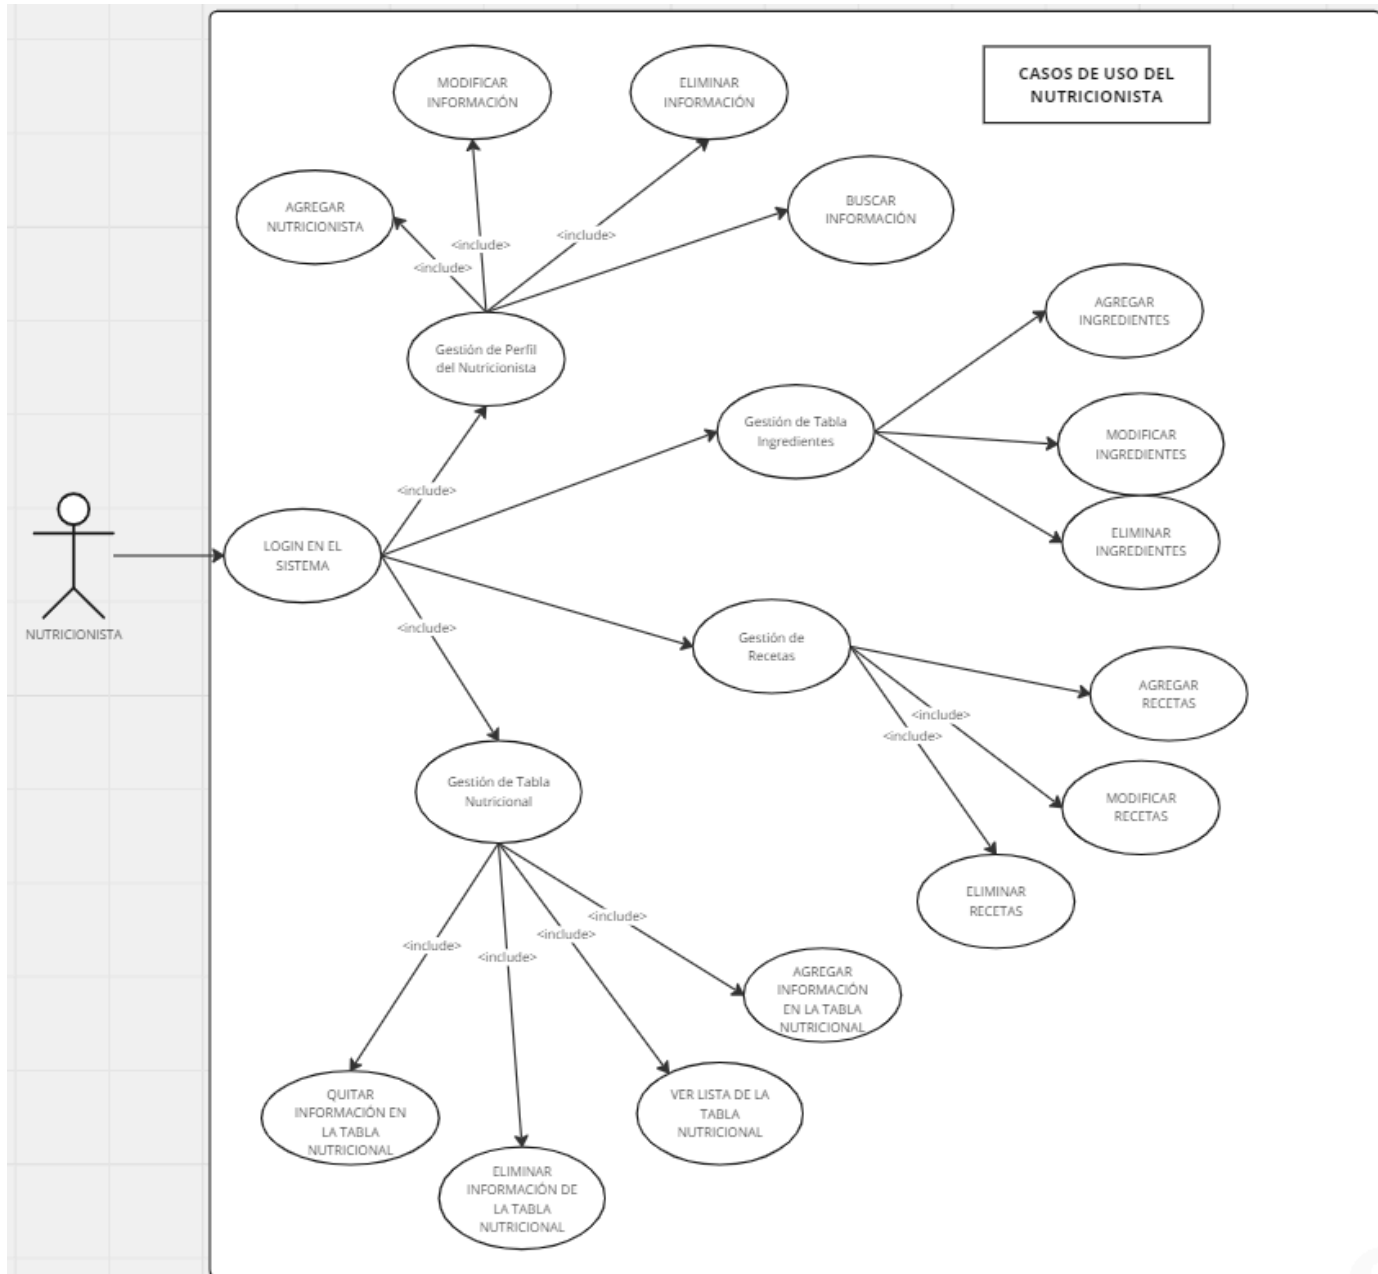 CASOS DE USO DEL
NUTRICIONISTA
MODIFICAR
INFORMACIÓN
ELIMINAR
INFORMACIÓN
AGREGAR
NUTRICIONISTA
BUSCAR
INFORMACIÓN
<include>
<include>
<include>
Gestión de Perfil
del Nutricionista
AGREGAR
INGREDIENTES
Gestión de Tabla
Ingredientes
MODIFICAR
INGREDIENTES
<include>
ELIMINAR
INGREDIENTES
LOGIN EN EL
SISTEMA
NUTRICIONISTA
<include>
Gestión de
Recetas
AGREGAR
RECETAS
<include>
<include>
MODIFICAR
RECETAS
Gestión de Tabla
Nutricional
ELIMINAR
RECETAS
<include>
<include>
<include>
<include>
AGREGAR
INFORMACIÓN
EN LA TABLA
NUTRICIONAL
QUITAR
INFORMACIÓN EN
LA TABLA
NUTRICIONAL
VER LISTA DE LA
TABLA
NUTRICIONAL
ELIMINAR
INFORMACIÓN DE
LA TABLA
NUTRICIONAL